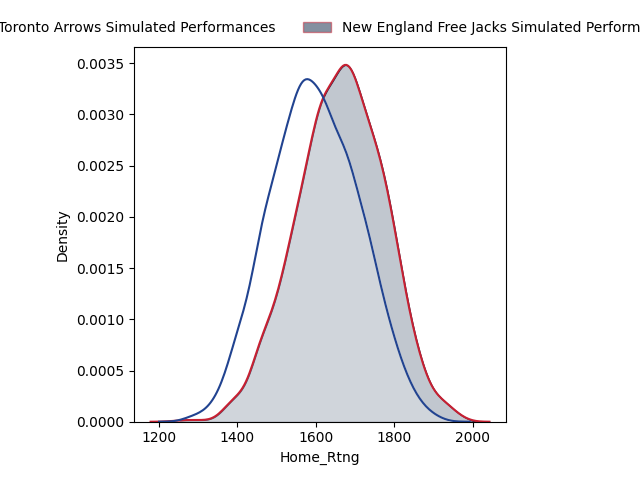 Toronto Arrows Simulated Performances
New England Free Jacks Simulated Perform
0.0035
0.0030
0.0025
0.0020
0.0015
0.0010
0.0005
0.0000
Density
1200 1400 1600 1800 2000
Home_Rtng